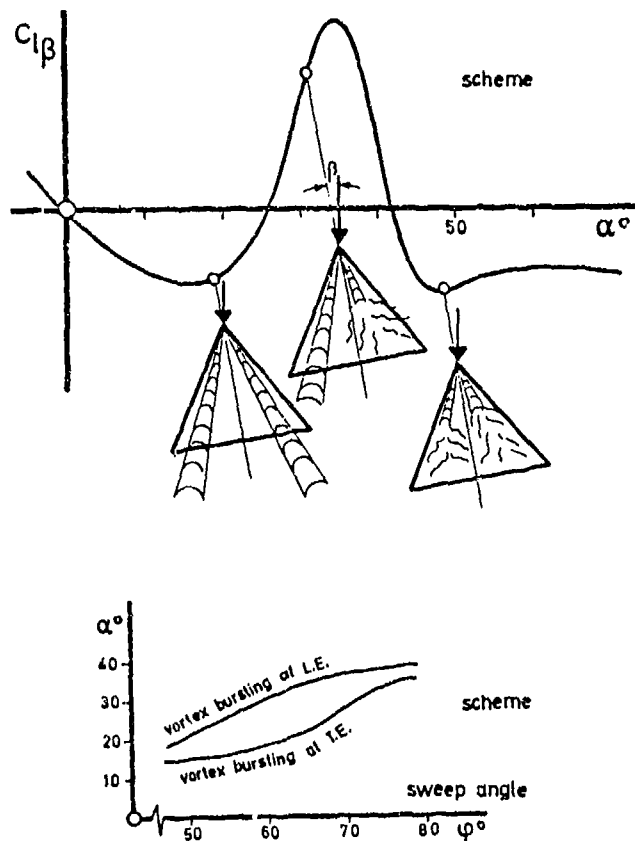 C_lβ
scheme
β
50
α°
α°
40
30
20
10
vortex bursting at L.E.
vortex bursting at T.E.
scheme
sweep angle
50 60 70 80 φ°